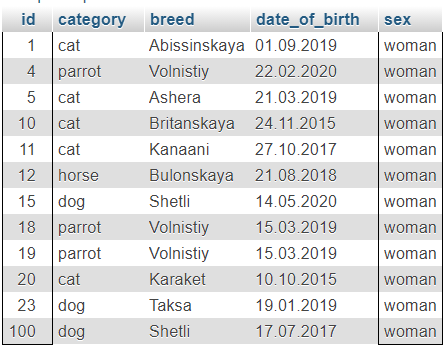 id category breed date_of_birth sex
1 cat Abissinskaya 01.09.2019 woman
4 parrot Volnistiy 22.02.2020 woman
5 cat Ashera 21.03.2019 woman
10 cat Britanskaya 24.11.2015 woman
11 cat Kanaani 27.10.2017 woman
12 horse Bulonskaya 21.08.2018 woman
15 dog Shetli 14.05.2020 woman
18 parrot Volnistiy 15.03.2019 woman
19 parrot Volnistiy 15.03.2019 woman
20 cat Karaket 10.10.2015 woman
23 dog Taksa 19.01.2019 woman
100 dog Shetli 17.07.2017 woman